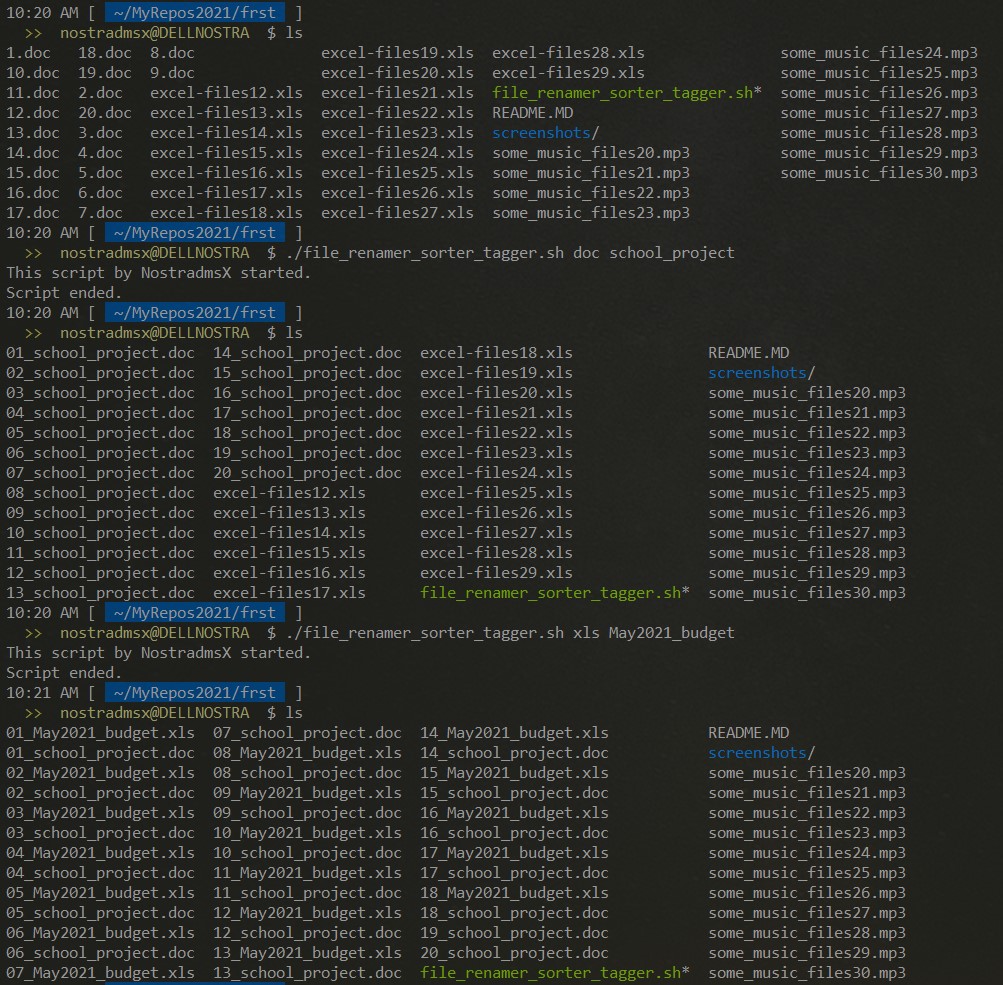 10:20 AM [  ~/MyRepos2021/frst  ]
  >>  nostradmsx@DELLNOSTRA  $ ls
1.doc   18.doc  8.doc                excel-files19.xls  excel-files28.xls               some_music_files24.mp3
10.doc  19.doc  9.doc                excel-files20.xls  excel-files29.xls               some_music_files25.mp3
11.doc  2.doc   excel-files12.xls  excel-files21.xls  file_renamer_sorter_tagger.sh*  some_music_files26.mp3
12.doc  20.doc  excel-files13.xls  excel-files22.xls  README.MD                       some_music_files27.mp3
13.doc  3.doc   excel-files14.xls  excel-files23.xls  screenshots/                    some_music_files28.mp3
14.doc  4.doc   excel-files15.xls  excel-files24.xls  some_music_files20.mp3          some_music_files29.mp3
15.doc  5.doc   excel-files16.xls  excel-files25.xls  some_music_files21.mp3          some_music_files30.mp3
16.doc  6.doc   excel-files17.xls  excel-files26.xls  some_music_files22.mp3
17.doc  7.doc   excel-files18.xls  excel-files27.xls  some_music_files23.mp3
10:20 AM [  ~/MyRepos2021/frst  ]
  >>  nostradmsx@DELLNOSTRA  $ ./file_renamer_sorter_tagger.sh doc school_project
This script by NostradmsX started.
Script ended.
10:20 AM [  ~/MyRepos2021/frst  ]
  >>  nostradmsx@DELLNOSTRA  $ ls
01_school_project.doc  14_school_project.doc  excel-files18.xls               README.MD
02_school_project.doc  15_school_project.doc  excel-files19.xls               screenshots/
03_school_project.doc  16_school_project.doc  excel-files20.xls               some_music_files20.mp3
04_school_project.doc  17_school_project.doc  excel-files21.xls               some_music_files21.mp3
05_school_project.doc  18_school_project.doc  excel-files22.xls               some_music_files22.mp3
06_school_project.doc  19_school_project.doc  excel-files23.xls               some_music_files23.mp3
07_school_project.doc  20_school_project.doc  excel-files24.xls               some_music_files24.mp3
08_school_project.doc  excel-files12.xls      excel-files25.xls               some_music_files25.mp3
09_school_project.doc  excel-files13.xls      excel-files26.xls               some_music_files26.mp3
10_school_project.doc  excel-files14.xls      excel-files27.xls               some_music_files27.mp3
11_school_project.doc  excel-files15.xls      excel-files28.xls               some_music_files28.mp3
12_school_project.doc  excel-files16.xls      excel-files29.xls               some_music_files29.mp3
13_school_project.doc  excel-files17.xls      file_renamer_sorter_tagger.sh*  some_music_files30.mp3
10:20 AM [  ~/MyRepos2021/frst  ]
  >>  nostradmsx@DELLNOSTRA  $ ./file_renamer_sorter_tagger.sh xls May2021_budget
This script by NostradmsX started.
Script ended.
10:21 AM [  ~/MyRepos2021/frst  ]
  >>  nostradmsx@DELLNOSTRA  $ ls
01_May2021_budget.xls  07_school_project.doc  14_May2021_budget.xls           README.MD
01_school_project.doc  08_May2021_budget.xls  14_school_project.doc           screenshots/
02_May2021_budget.xls  08_school_project.doc  15_May2021_budget.xls           some_music_files20.mp3
02_school_project.doc  09_May2021_budget.xls  15_school_project.doc           some_music_files21.mp3
03_May2021_budget.xls  09_school_project.doc  16_May2021_budget.xls           some_music_files22.mp3
03_school_project.doc  10_May2021_budget.xls  16_school_project.doc           some_music_files23.mp3
04_May2021_budget.xls  10_school_project.doc  17_May2021_budget.xls           some_music_files24.mp3
04_school_project.doc  11_May2021_budget.xls  17_school_project.doc           some_music_files25.mp3
05_May2021_budget.xls  11_school_project.doc  18_May2021_budget.xls           some_music_files26.mp3
05_school_project.doc  12_May2021_budget.xls  18_school_project.doc           some_music_files27.mp3
06_May2021_budget.xls  12_school_project.doc  19_school_project.doc           some_music_files28.mp3
06_school_project.doc  13_May2021_budget.xls  20_school_project.doc           some_music_files29.mp3
07_May2021_budget.xls  13_school_project.doc  file_renamer_sorter_tagger.sh*  some_music_files30.mp3